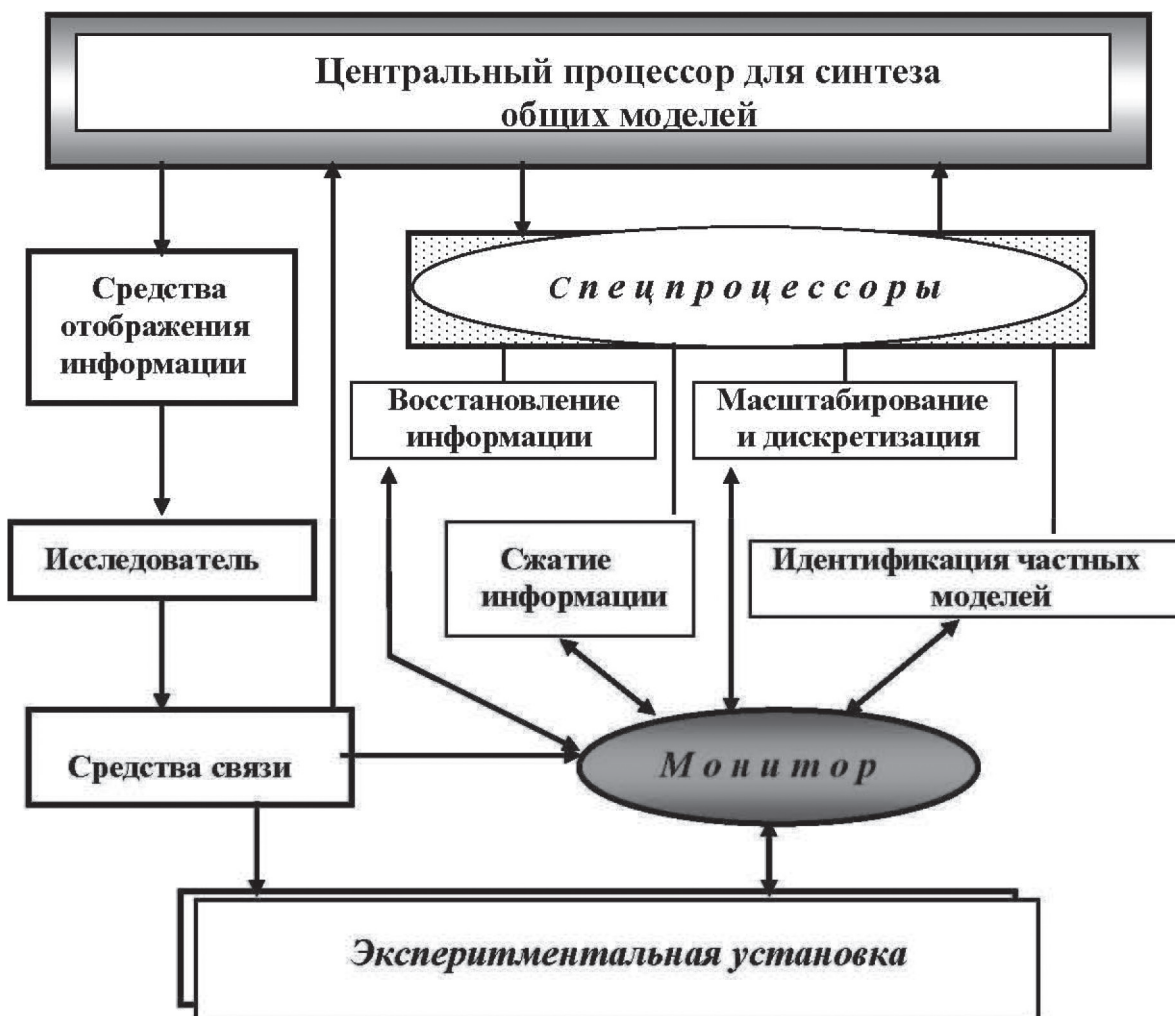 Центральный процессор для синтеза
общих моделей
Средства
отображения
информации
Спецпроцессоры
Восстановление
информации
Масштабирование
и дискретизация
Исследователь
Сжатие
информации
Идентификация частных
моделей
Средства связи
Монитор
Эксперитментальная установка